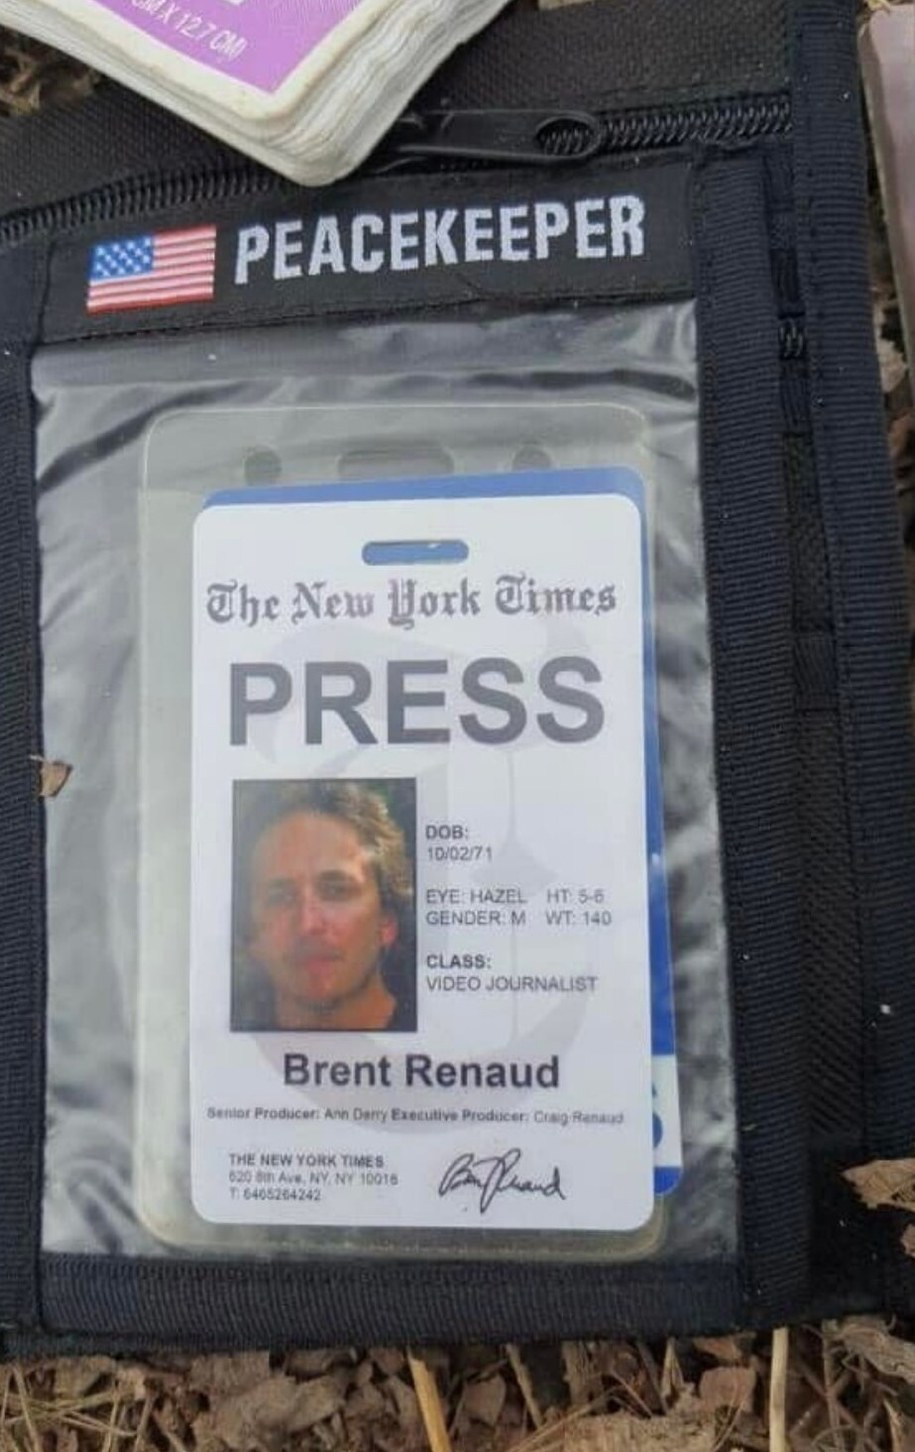 CM X 12.7 CM)
PEACEKEEPER
The New York Times
PRESS
DOB:
10/02/71
EYE: HAZEL HT: 5-6
GENDER: M WT: 140
CLASS:
VIDEO JOURNALIST
Brent Renaud
Senior Producer: Ann Derry Executive Producer: Craig Renaud
THE NEW YORK TIMES
620 8th Ave, NY, NY 10018
T: 6465264242